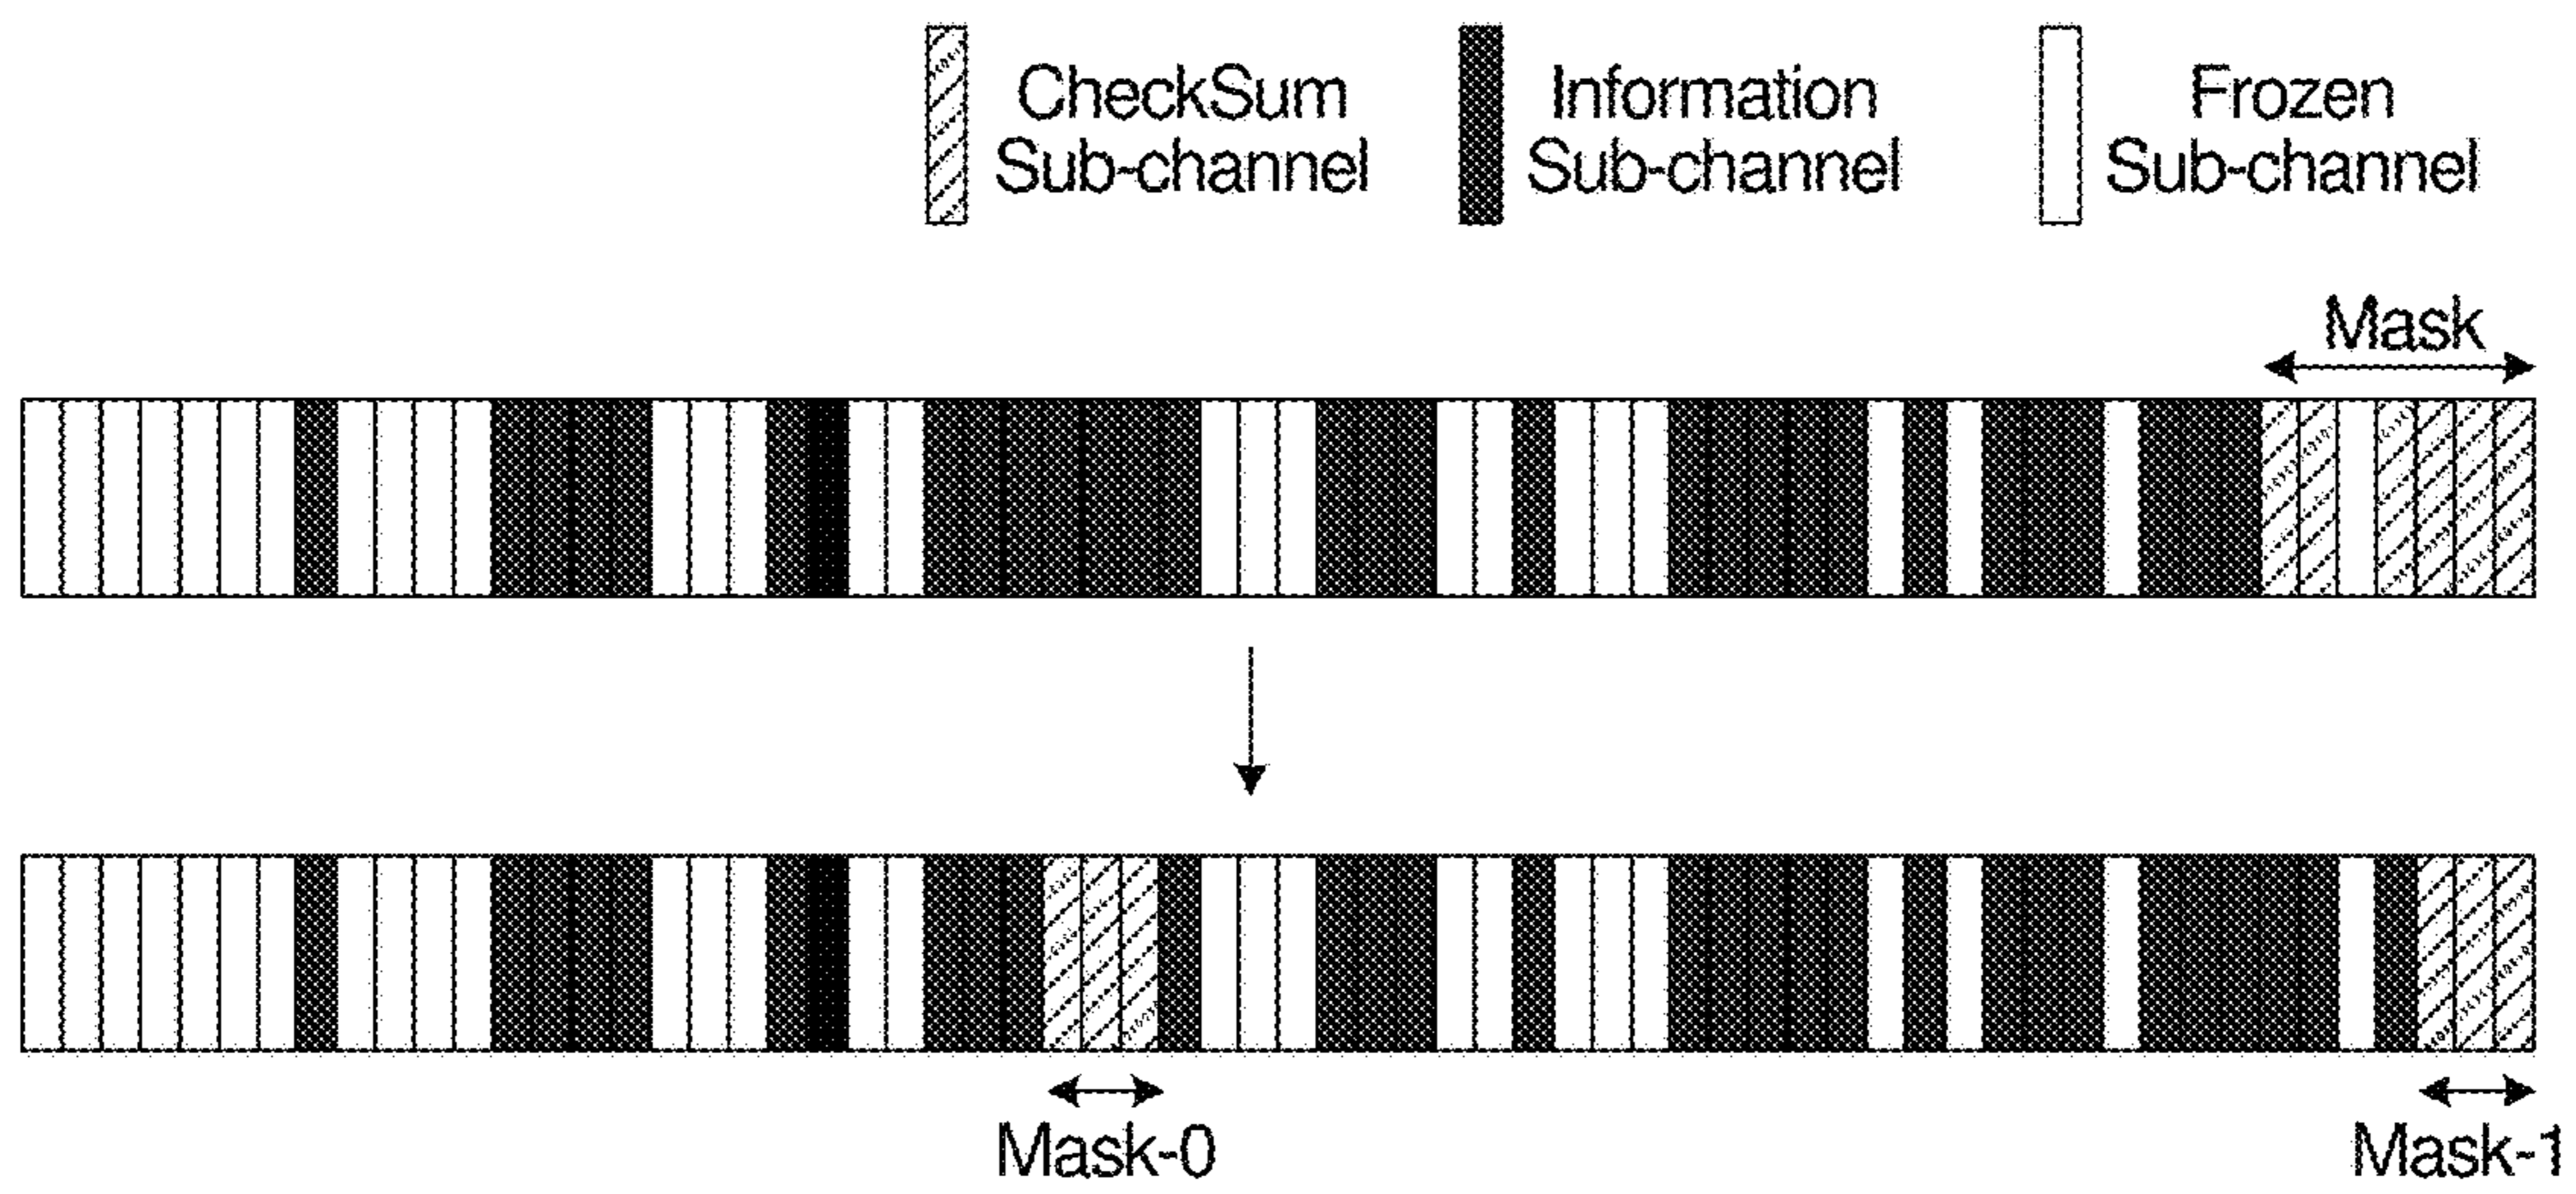 CheckSum
Sub-channel
Information
Sub-channel
Frozen
Sub-channel
Mask
Mask-0
Mask-1